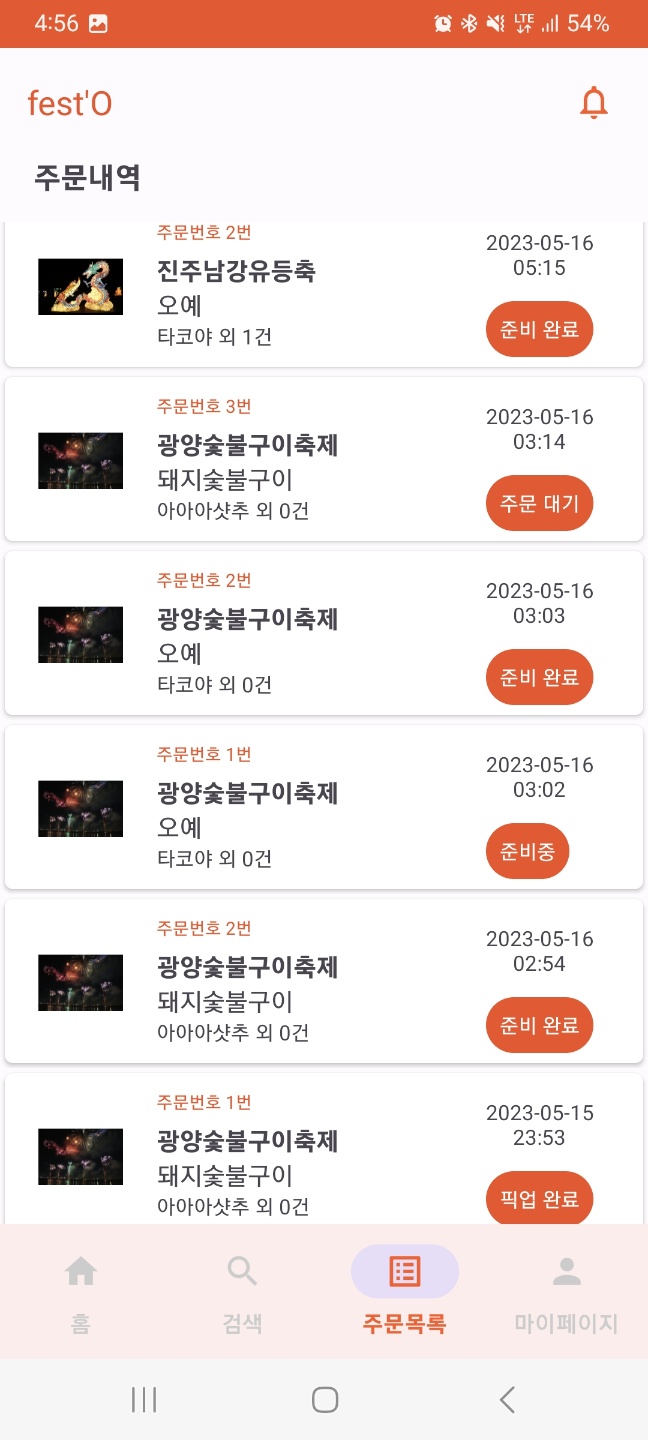 4:56
LTE
54%
fest'O
주문내역
주문번호 2번
진주남강유등축
오예
타코야 외 1건
2023-05-16
05:15
준비 완료
주문번호 3번
광양숯불구이축제
돼지숯불구이
아아아샷추 외 0건
2023-05-16
03:14
주문 대기
주문번호 2번
광양숯불구이축제
오예
타코야 외 0건
2023-05-16
03:03
준비 완료
주문번호 1번
광양숯불구이축제
오예
타코야 외 0건
2023-05-16
03:02
준비중
주문번호 2번
광양숯불구이축제
돼지숯불구이
아아아샷추 외 0건
2023-05-16
02:54
준비 완료
주문번호 1번
광양숯불구이축제
돼지숯불구이
아아아샷추 외 0건
2023-05-15
23:53
픽업 완료
홈
검색
주문목록
마이페이지